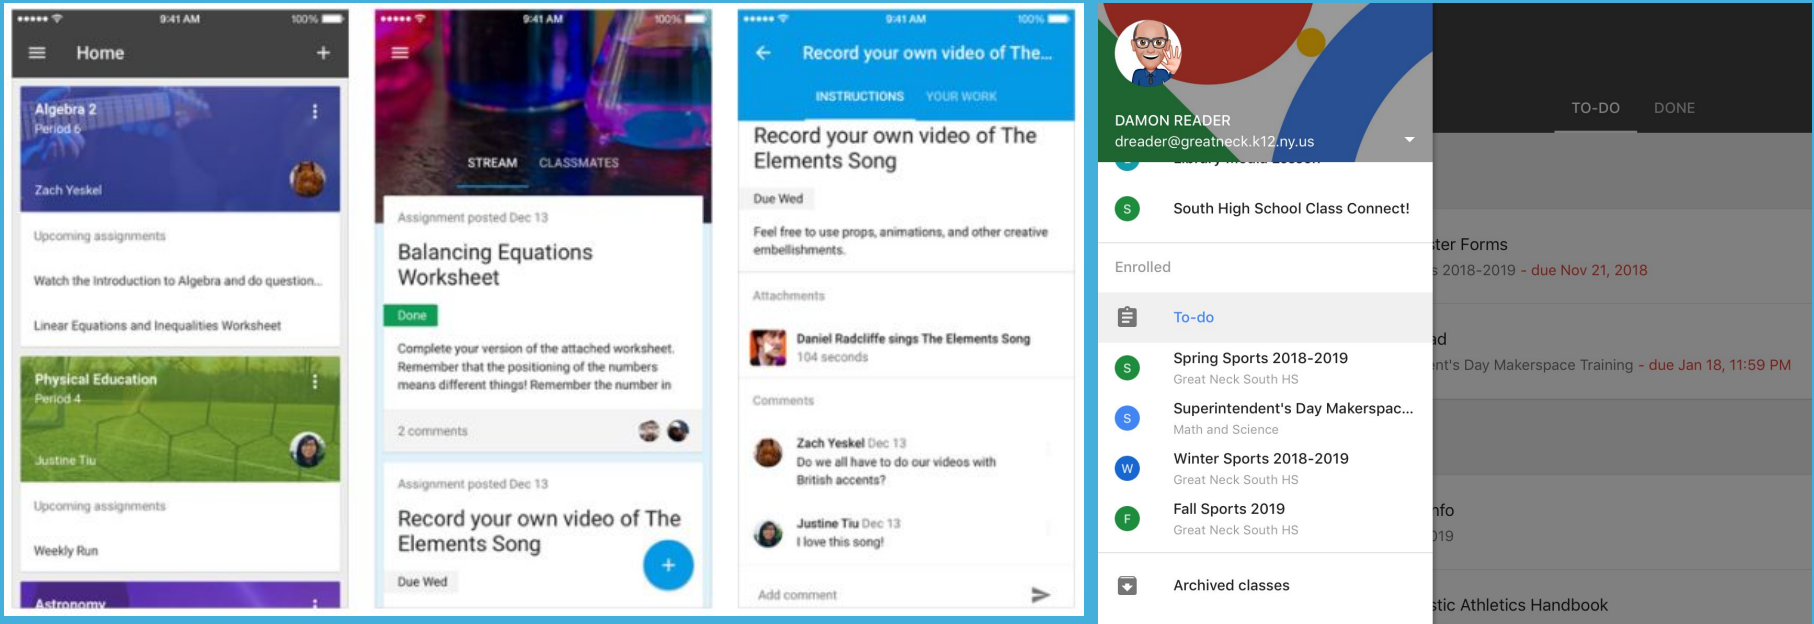 9:41 AM
100%
Home
Algebra 2
Period 6
Zach Yeskel
Upcoming assignments
Watch the Introduction to Algebra and do question...
Linear Equations and Inequalities Worksheet
Physical Education
Period 4
Justine Tiu
Upcoming assignments
Weekly Run
Astronomy
9:41 AM
100%
STREAM
CLASSMATES
Assignment posted Dec 13
Balancing Equations
Worksheet
Done
Complete your version of the attached worksheet.
Remember that the positioning of the numbers
means different things! Remember the number in
2 comments
Assignment posted Dec 13
Record your own video of The
Elements Song
Due Wed
9:41 AM
100%
Record your own video of The...
INSTRUCTIONS
YOUR WORK
Record your own video of The
Elements Song
Due Wed
Feel free to use props, animations, and other creative
embellishments.
Attachments
Daniel Radcliffe sings The Elements Song
104 seconds
Comments
Zach Yeskel Dec 13
Do we all have to do our videos with
British accents?
Justine Tiu Dec 13
I love this song!
Add comment
DAMON READER
dreader@greatneck.k12.ny.us
Library Media Lesson
S
South High School Class Connect!
Enrolled
To-do
S
Spring Sports 2018-2019
Great Neck South HS
S
Superintendent's Day Makerspac...
Math and Science
W
Winter Sports 2018-2019
Great Neck South HS
F
Fall Sports 2019
Great Neck South HS
Archived classes
TO-DO
DONE
ster Forms
s 2018-2019 - due Nov 21, 2018
ad
ent's Day Makerspace Training - due Jan 18, 11:59 PM
nfo
019
stic Athletics Handbook